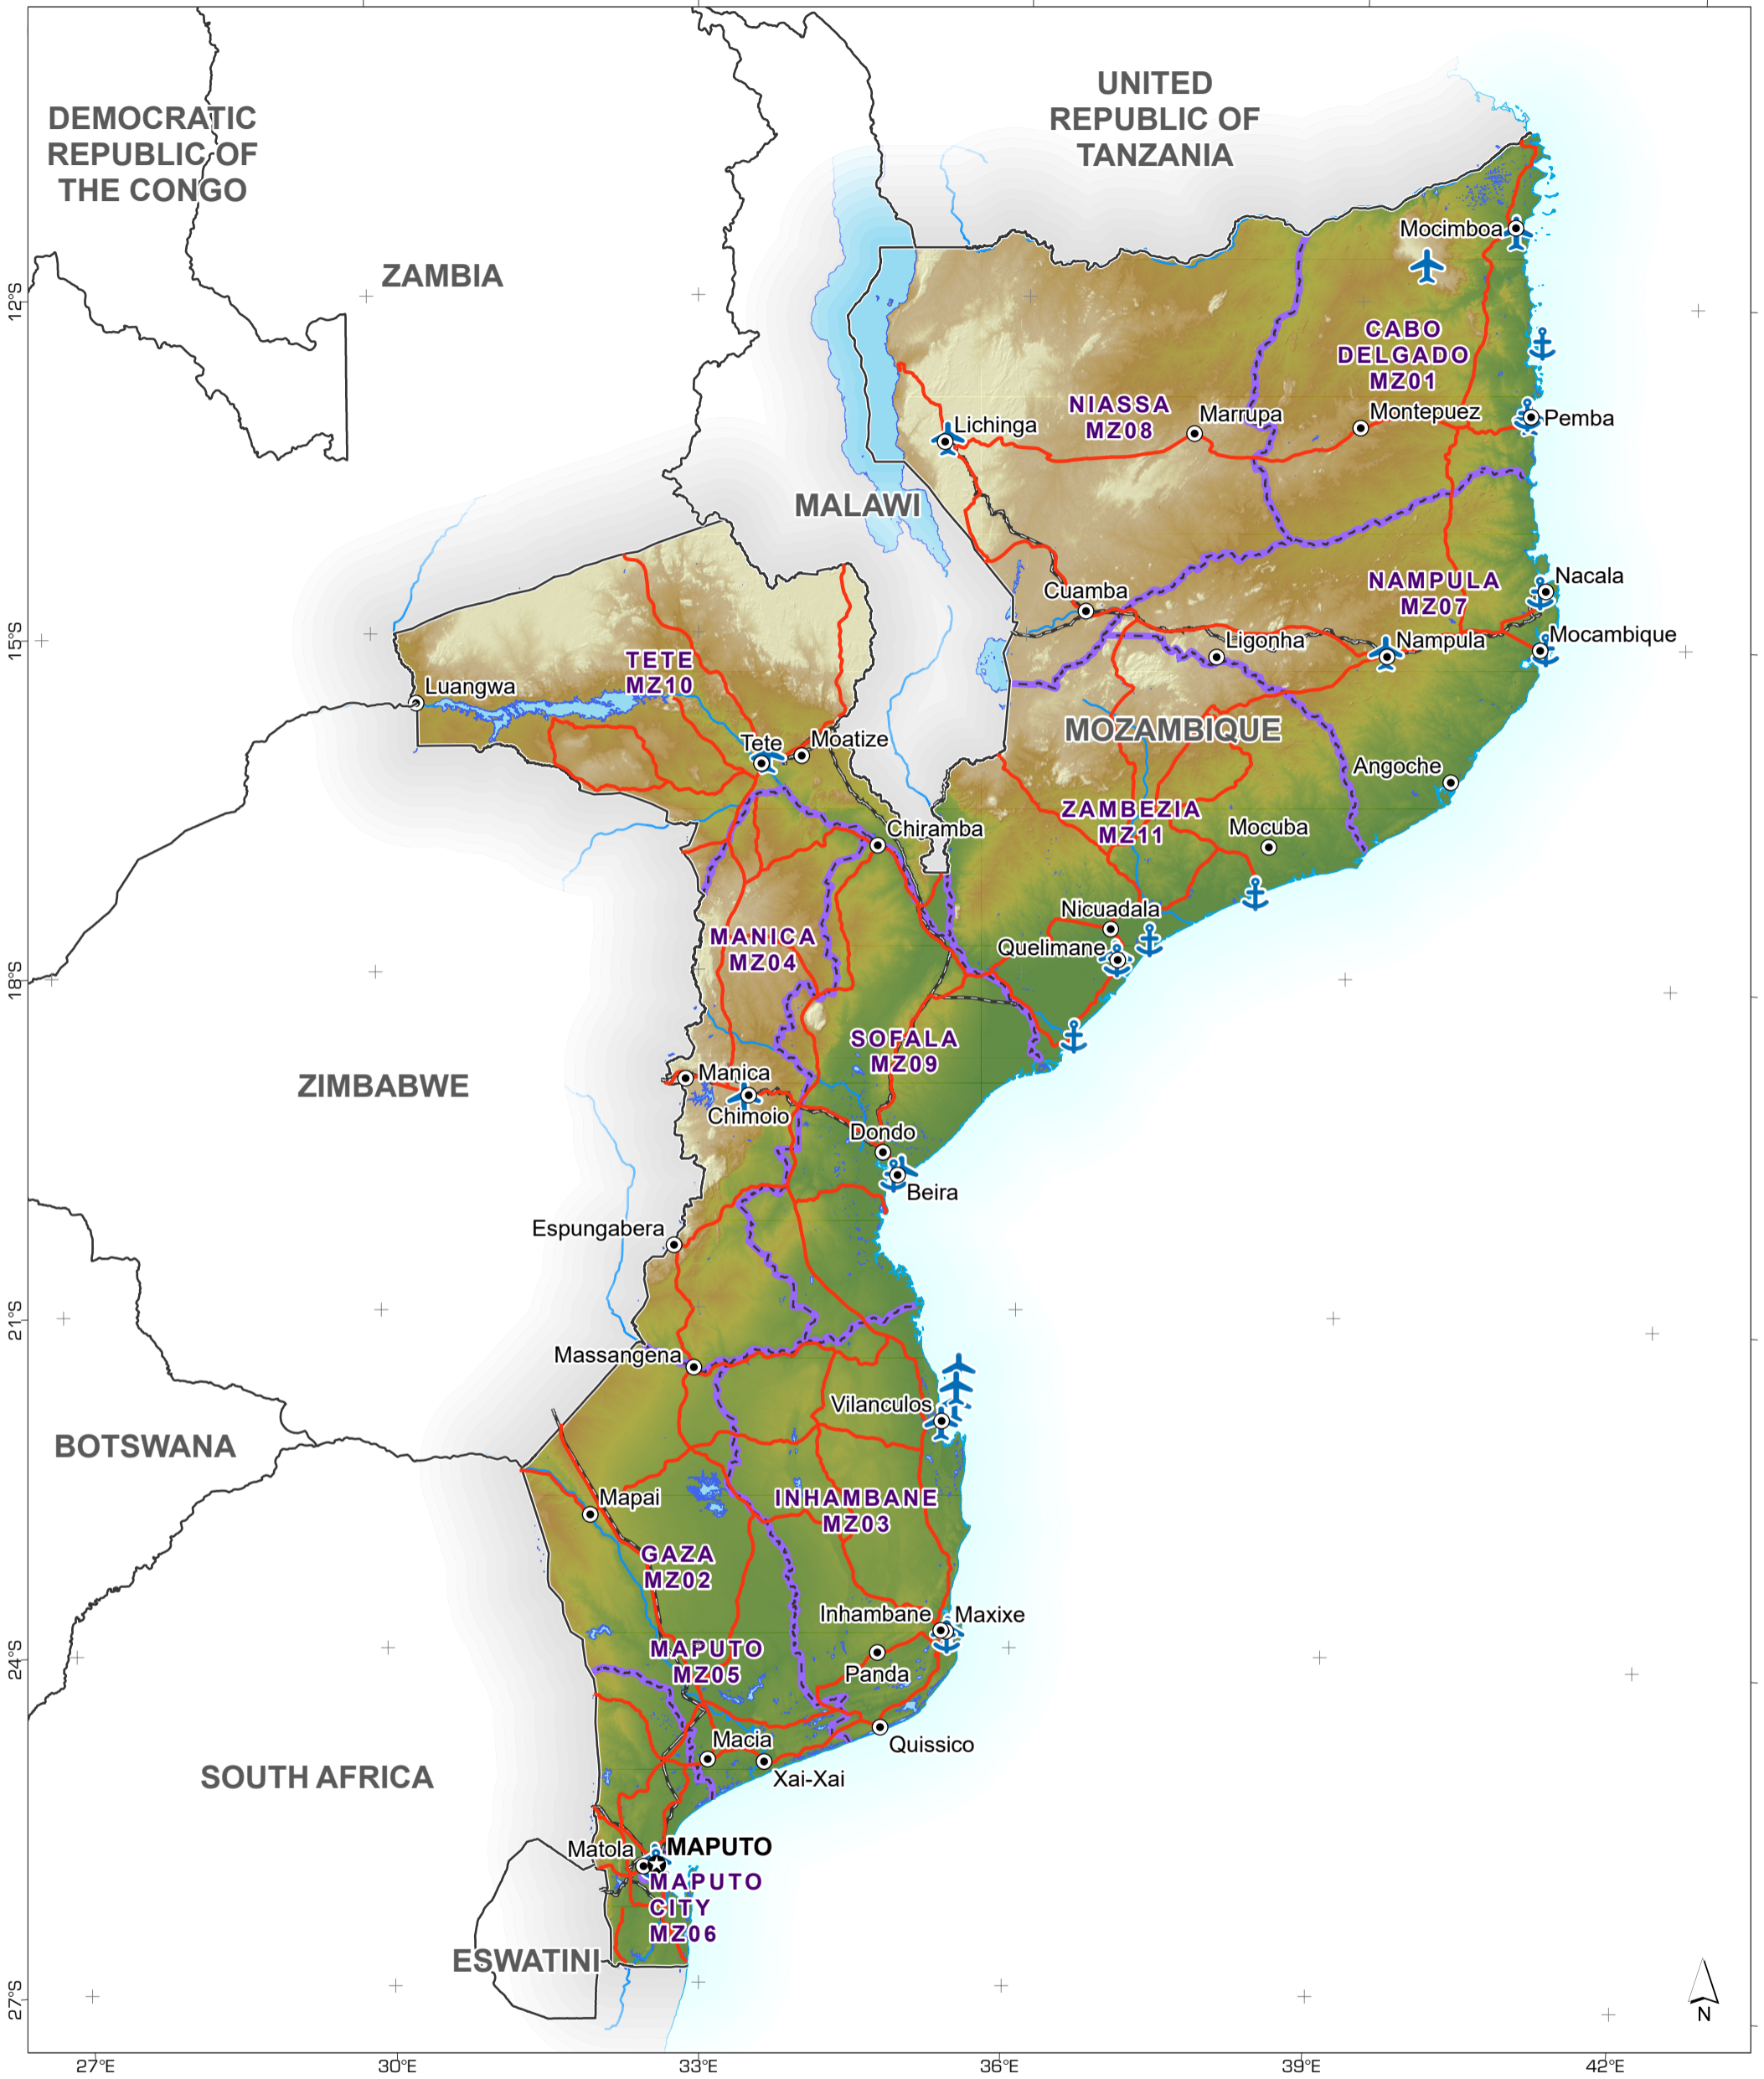 DEMOCRATIC
REPUBLIC OF
THE CONGO
UNITED
REPUBLIC OF
TANZANIA
ZAMBIA
12°S
Mocimboa
CABO
DELGADO
MZ01
NIASSA
MZ08
Marrupa
Montepuez
Pemba
Lichinga
MALAWI
Cuamba
NAMPULA
MZ07
Nacala
15°S
Ligonha
Nampula
Mocambique
TETE
MZ10
Luangwa
MOZAMBIQUE
Tete
Moatize
Angoche
ZAMBEZIA
MZ11
Chiramba
Mocuba
Nicuadala
MANICA
MZ04
Quelimane
18°S
SOFALA
MZ09
ZIMBABWE
Manica
Chimoio
Dondo
Beira
Espungabera
21°S
Massangena
Vilanculos
BOTSWANA
Mapai
INHAMBANE
MZ03
GAZA
MZ02
Inhambane
Maxixe
24°S
MAPUTO
MZ05
Panda
Macia
Quissico
Xai-Xai
SOUTH AFRICA
Matola
MAPUTO
MAPUTO
CITY
MZ06
ESWATINI
27°S
N
27°E
30°E
33°E
36°E
39°E
42°E